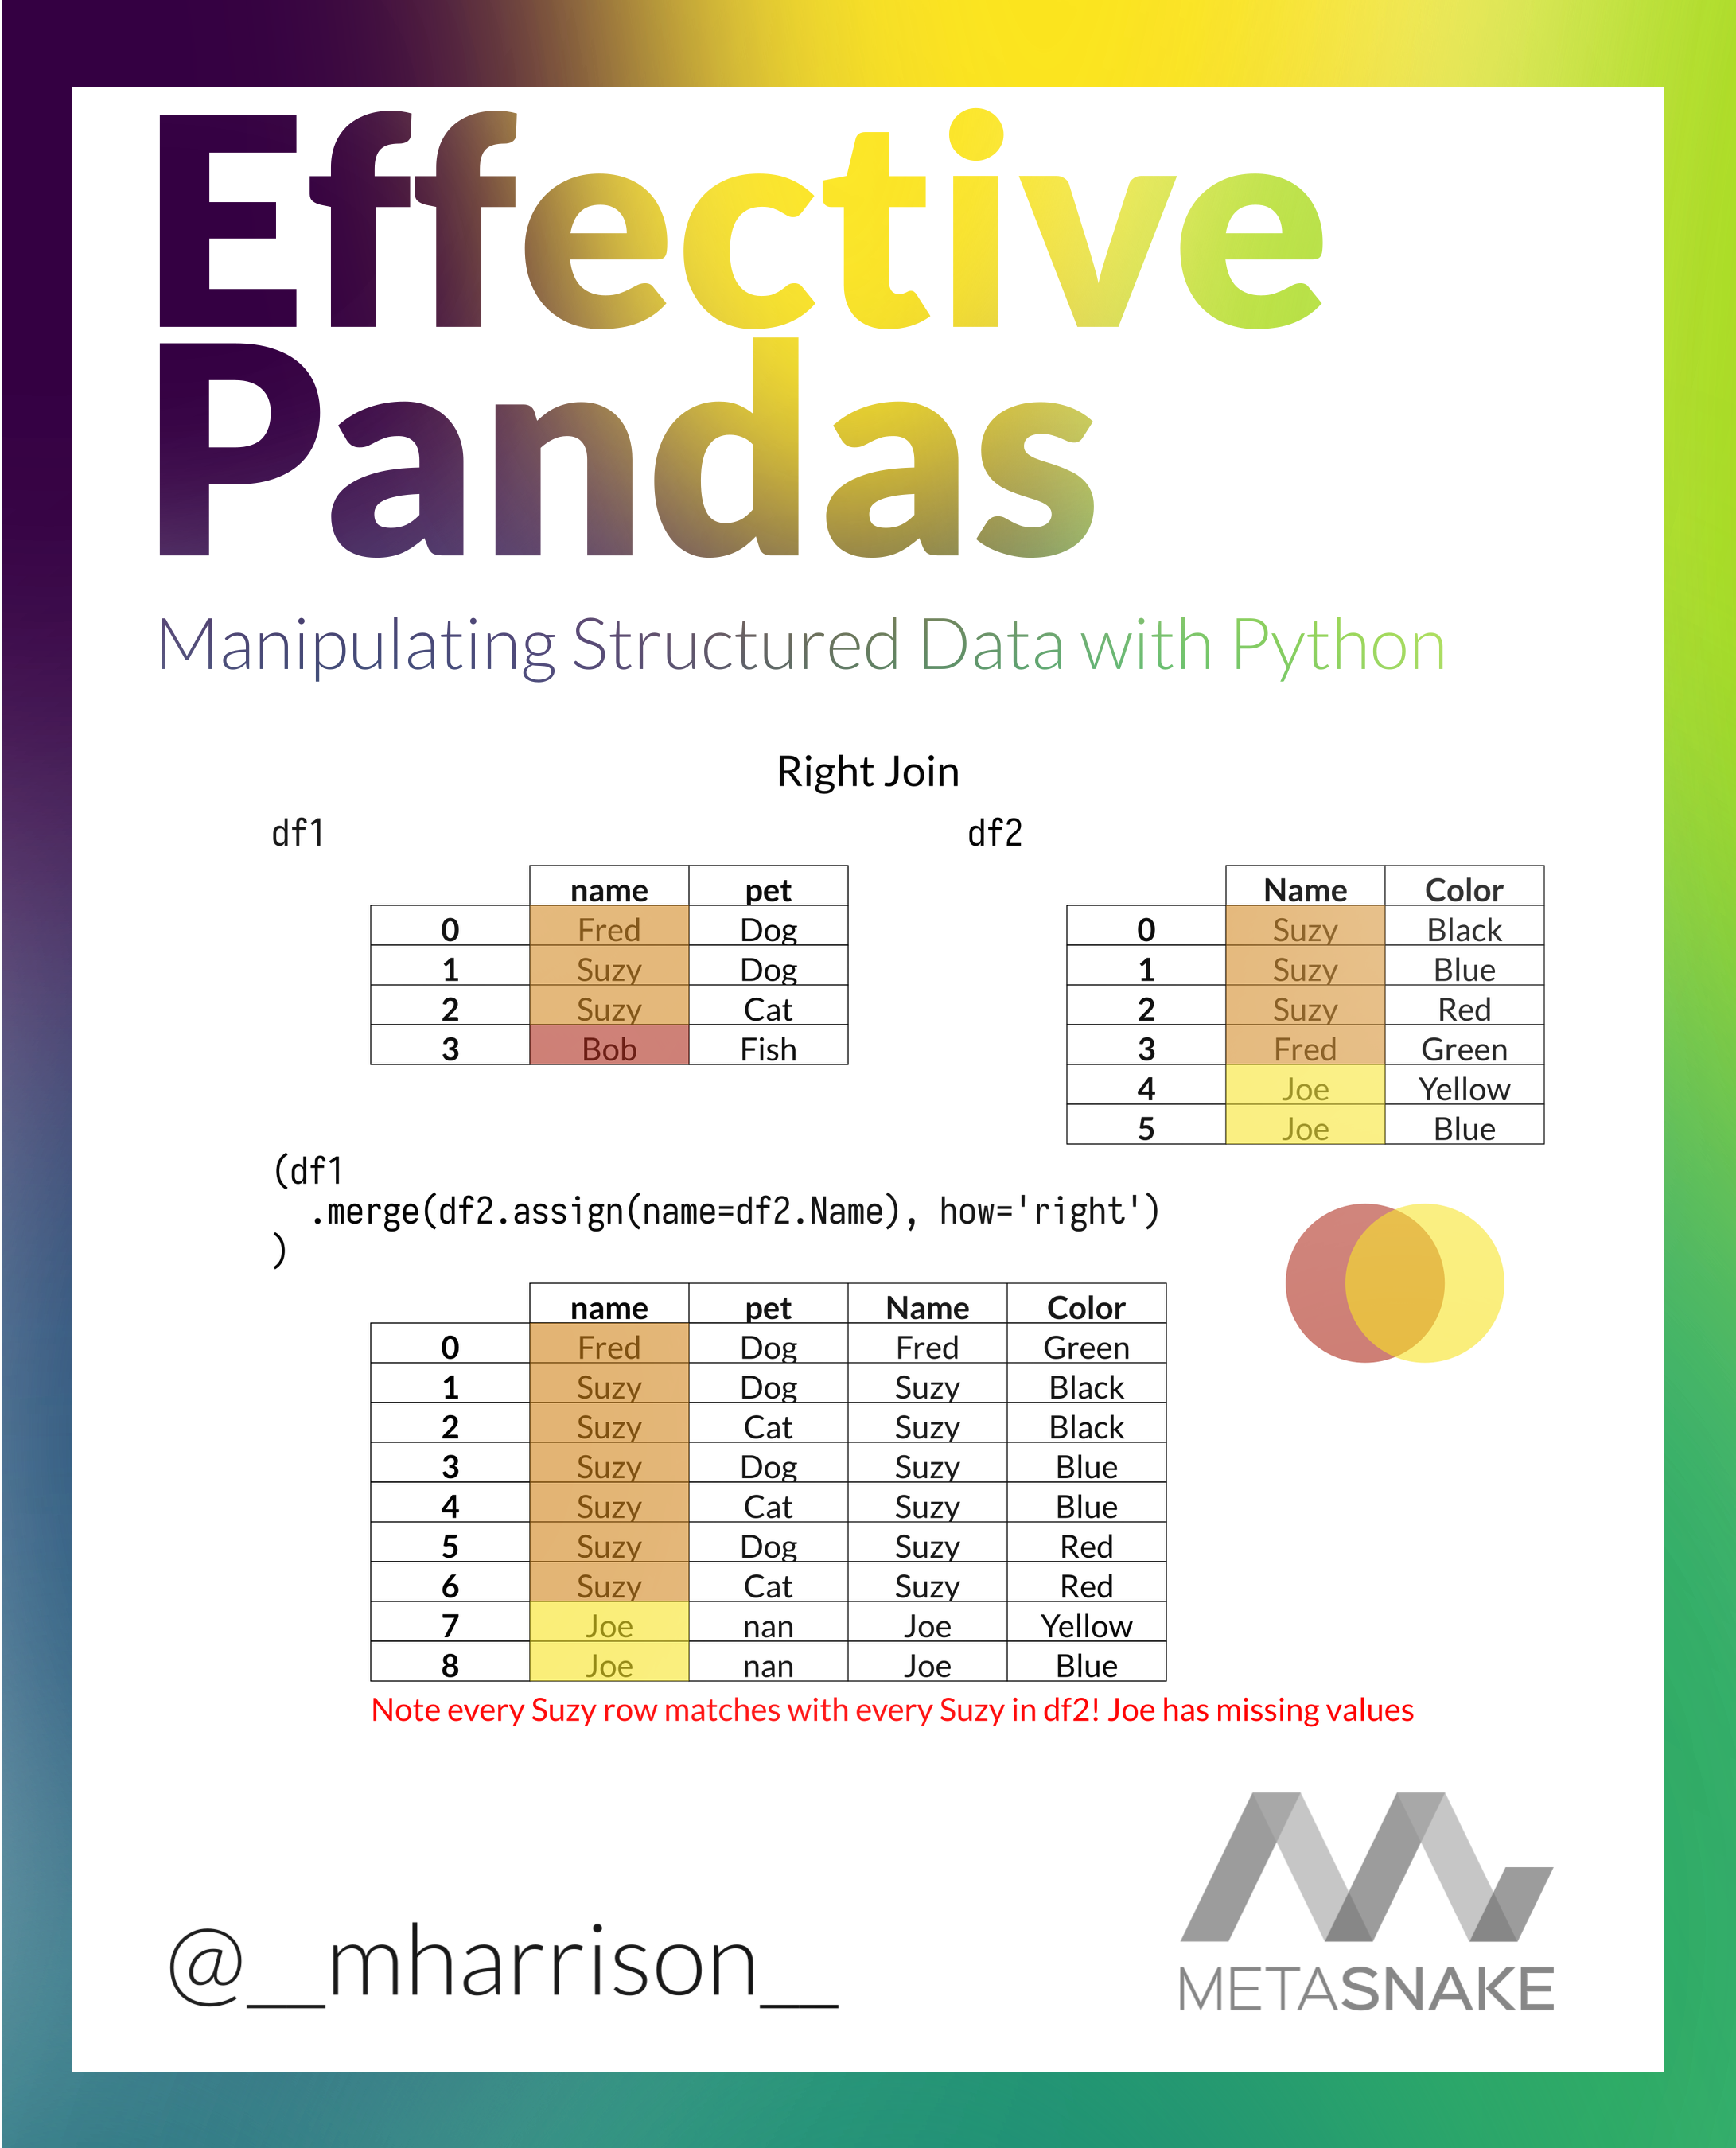 Effective
Pandas
Manipulating Structured Data with Python
Right Join
df1
name pet
0 Fred Dog
1 Suzy Dog
2 Suzy Cat
3 Bob Fish
df2
Name Color
0 Suzy Black
1 Suzy Blue
2 Suzy Red
3 Fred Green
4 Joe Yellow
5 Joe Blue
(df1
.merge(df2.assign(name=df2.Name), how='right')
)
name pet Name Color
0 Fred Dog Fred Green
1 Suzy Dog Suzy Black
2 Suzy Cat Suzy Black
3 Suzy Dog Suzy Blue
4 Suzy Cat Suzy Blue
5 Suzy Dog Suzy Red
6 Suzy Cat Suzy Red
7 Joe nan Joe Yellow
8 Joe nan Joe Blue
Note every Suzy row matches with every Suzy in df2! Joe has missing values
@__mharrison__
METASNAKE